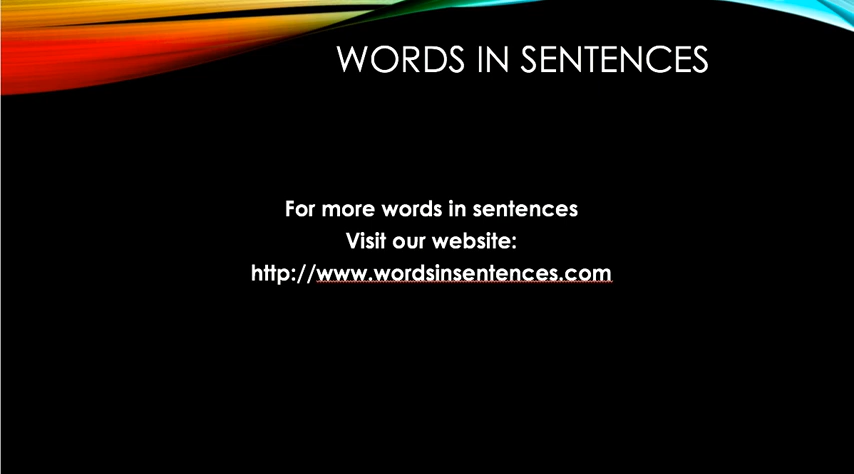 WORDS IN SENTENCES
For more words in sentences
Visit our website:
http://www.wordsinsentences.com